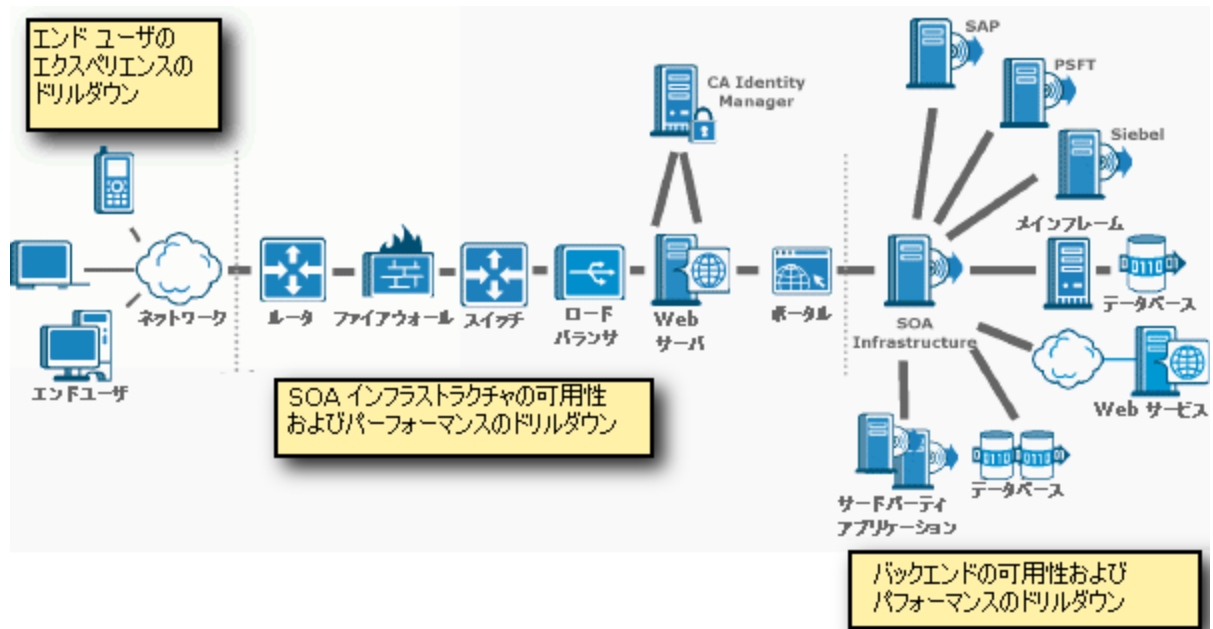 エンド ユーザの
エクスペリエンスの
ドリルダウン
SAP
PSFT
CA Identity
Manager
Siebel
メインフレーム
ネットワーク
ルータ
ファイアウォール
スイッチ
ロード
バランサ
Web
サーバ
ポータル
SOA
Infrastructure
データベース
エンドユーザ
Web サービス
SOA インフラストラクチャの可用性
およびパーフォーマンスのドリルダウン
データベース
サードパーティ
アプリケーション
バックエンドの可用性および
パフォーマンスのドリルダウン
0110
0110
0110